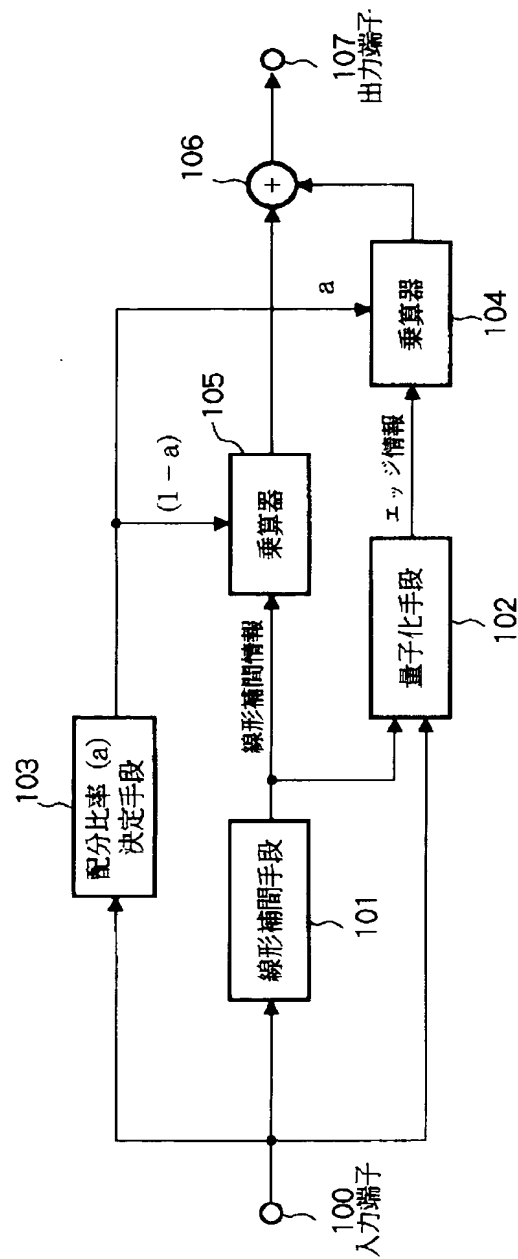 103
配分比率 (a)
決定手段
100
入力端子
線形補間手段
101
線形補間情報
(1－a)
105
乗算器
a
106
+
107
出力端子
量子化手段
102
エッジ情報
乗算器
104